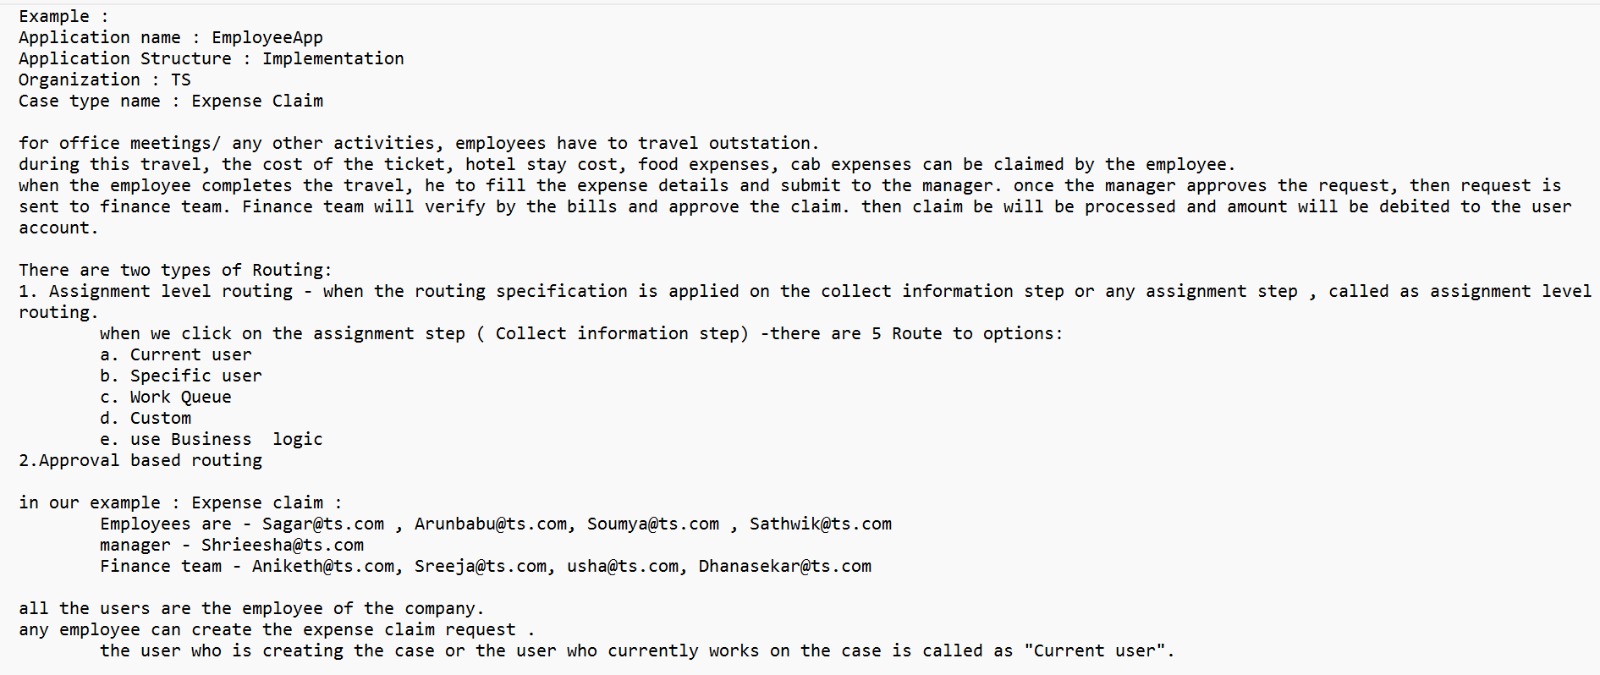 Example :
Application name : EmployeeApp
Application Structure : Implementation
Organization : TS
Case type name : Expense Claim
for office meetings/ any other activities, employees have to travel outstation.
during this travel, the cost of the ticket, hotel stay cost, food expenses, cab expenses can be claimed by the employee.
when the employee completes the travel, he to fill the expense details and submit to the manager. once the manager approves the request, then request is
sent to finance team. Finance team will verify by the bills and approve the claim. then claim be will be processed and amount will be debited to the user
account.
There are two types of Routing:
1. Assignment level routing - when the routing specification is applied on the collect information step or any assignment step , called as assignment level
routing.
when we click on the assignment step ( Collect information step) -there are 5 Route to options:
a. Current user
b. Specific user
c. Work Queue
d. Custom
e. use Business  logic
2.Approval based routing
in our example : Expense claim :
Employees are - Sagar@ts.com , Arunbabu@ts.com, Soumya@ts.com , Sathwik@ts.com
manager - Shrieesha@ts.com
Finance team - Aniketh@ts.com, Sreeja@ts.com, usha@ts.com, Dhanasekar@ts.com
all the users are the employee of the company.
any employee can create the expense claim request .
the user who is creating the case or the user who currently works on the case is called as "Current user".